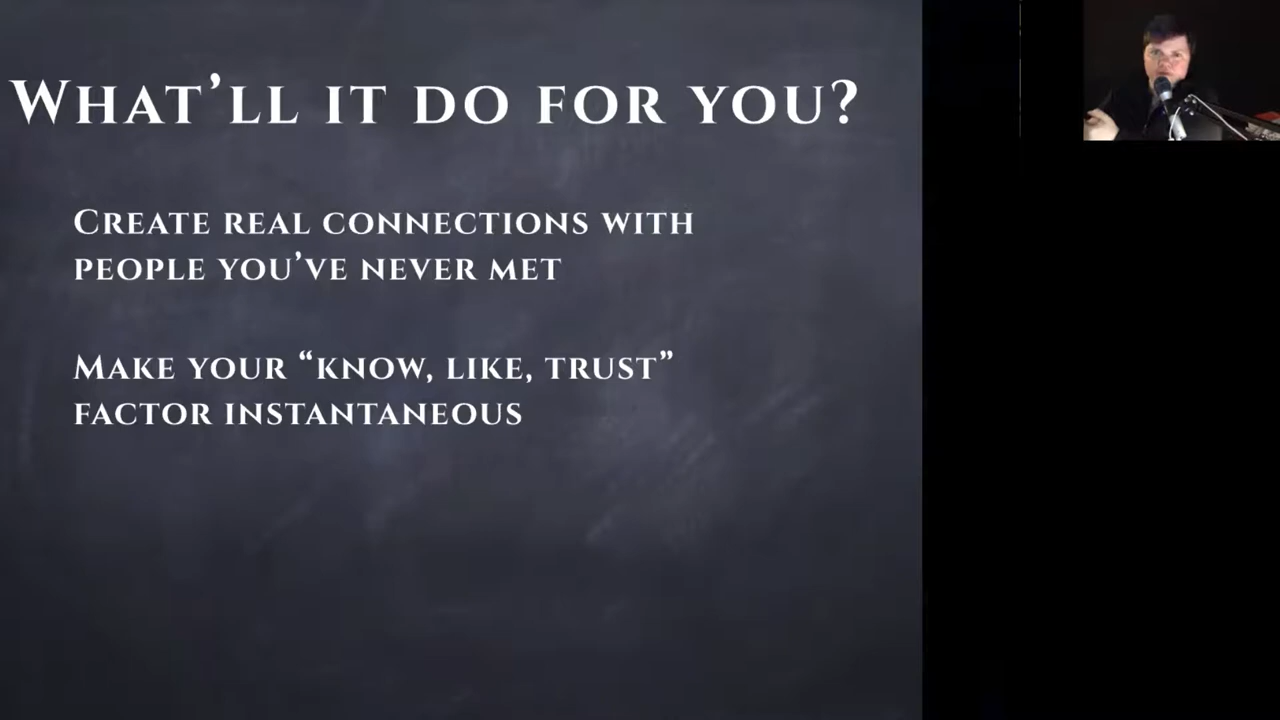 What'll it do for you?
Create real connections with
people you've never met
Make your “know, like, trust”
factor instantaneous